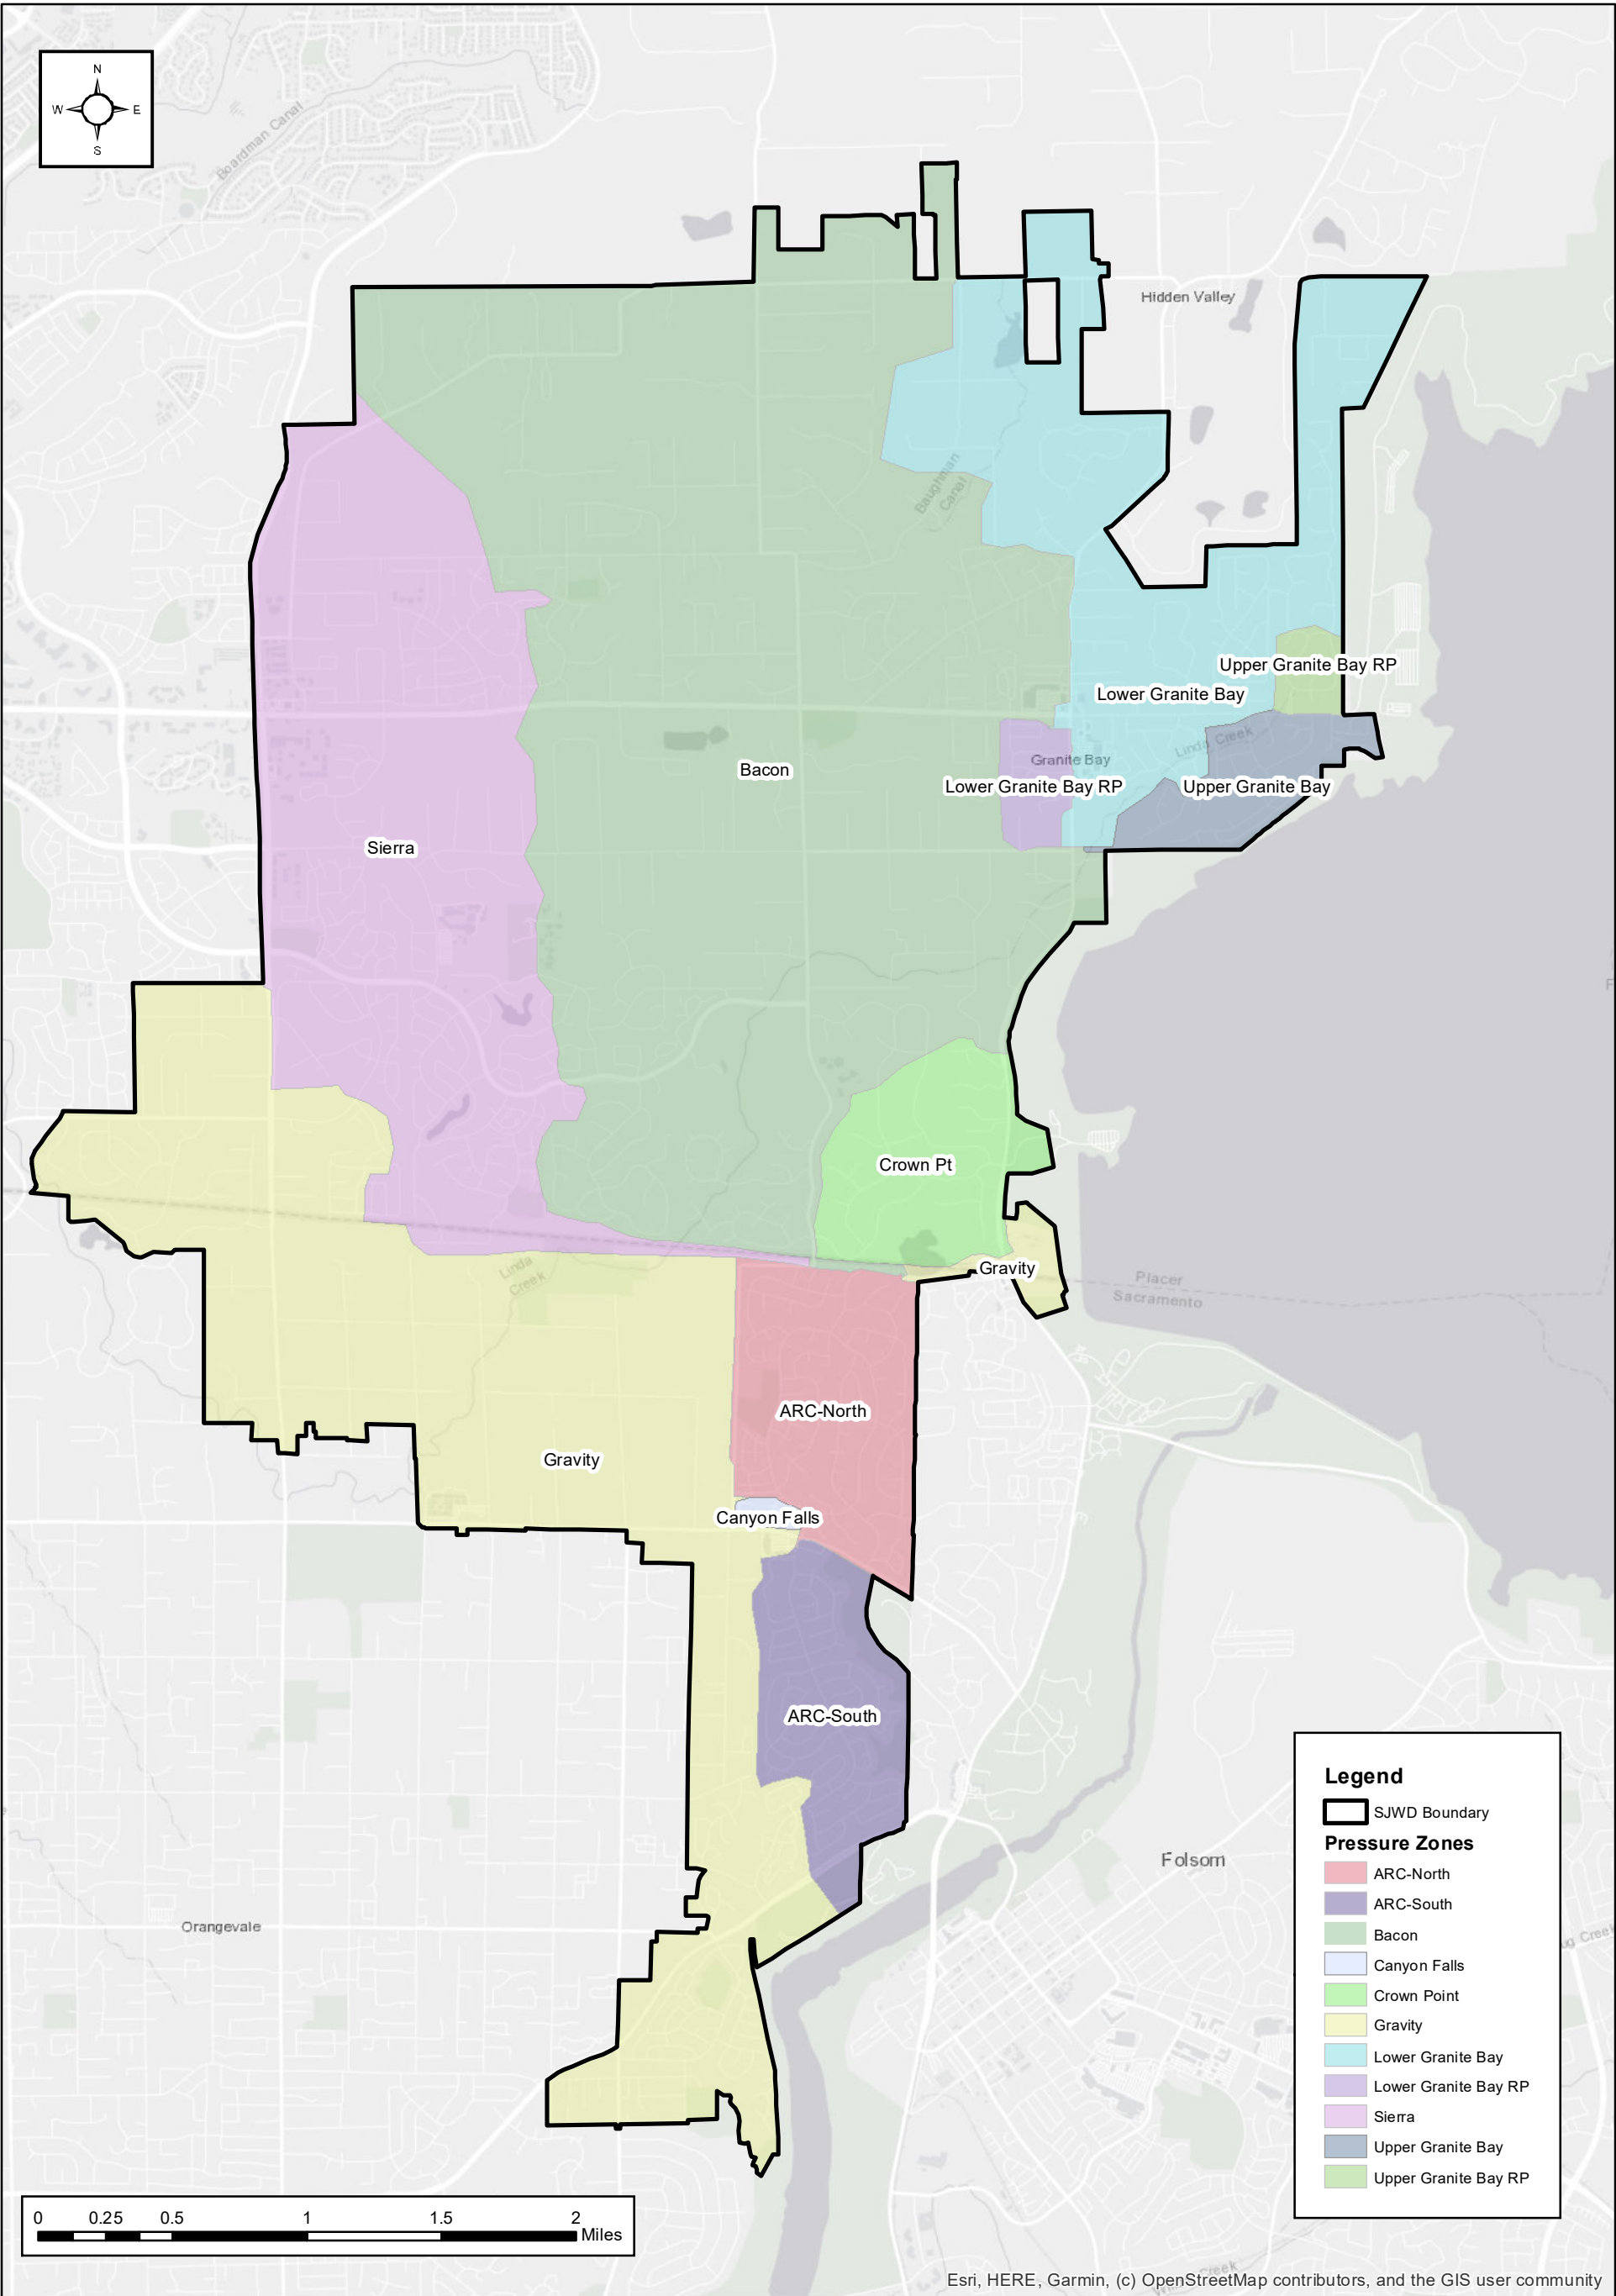 N
W E
S
Boardman Canal
Hidden Valley
Baughman
Canal
Upper Granite Bay RP
Lower Granite Bay
Linda Creek
Granite Bay
Bacon
Lower Granite Bay RP
Upper Granite Bay
Sierra
Crown Pt
Gravity
Linda
Creek
Placer
Sacramento
ARC-North
Gravity
Canyon Falls
ARC-South
Folsom
Orangevale
Legend
SJWD Boundary
Pressure Zones
ARC-North
ARC-South
Bacon
Canyon Falls
Crown Point
Gravity
Lower Granite Bay
Lower Granite Bay RP
Sierra
Upper Granite Bay
Upper Granite Bay RP
0 0.25 0.5 1 1.5 2
Miles
Esri, HERE, Garmin, (c) OpenStreetMap contributors, and the GIS user community